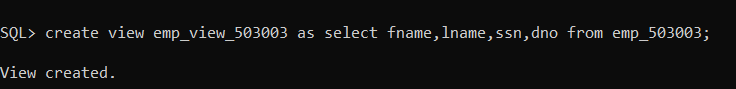 SQL> create view emp_view_503003 as select fname,lname,ssn,dno from emp_503003;
View created.